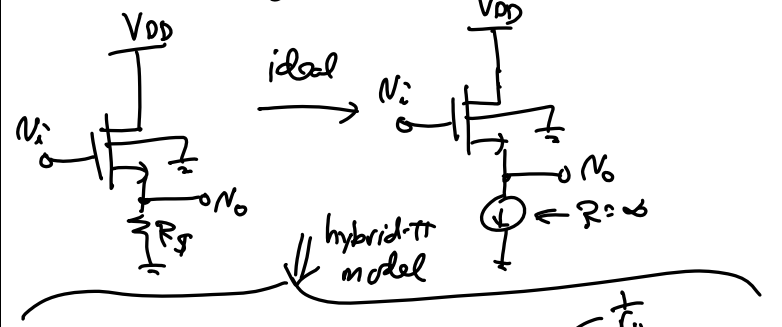 VDD
VDD
ideal
Vi
Vi
Vo
Vo
RS
R=∞
hybrid-π
model